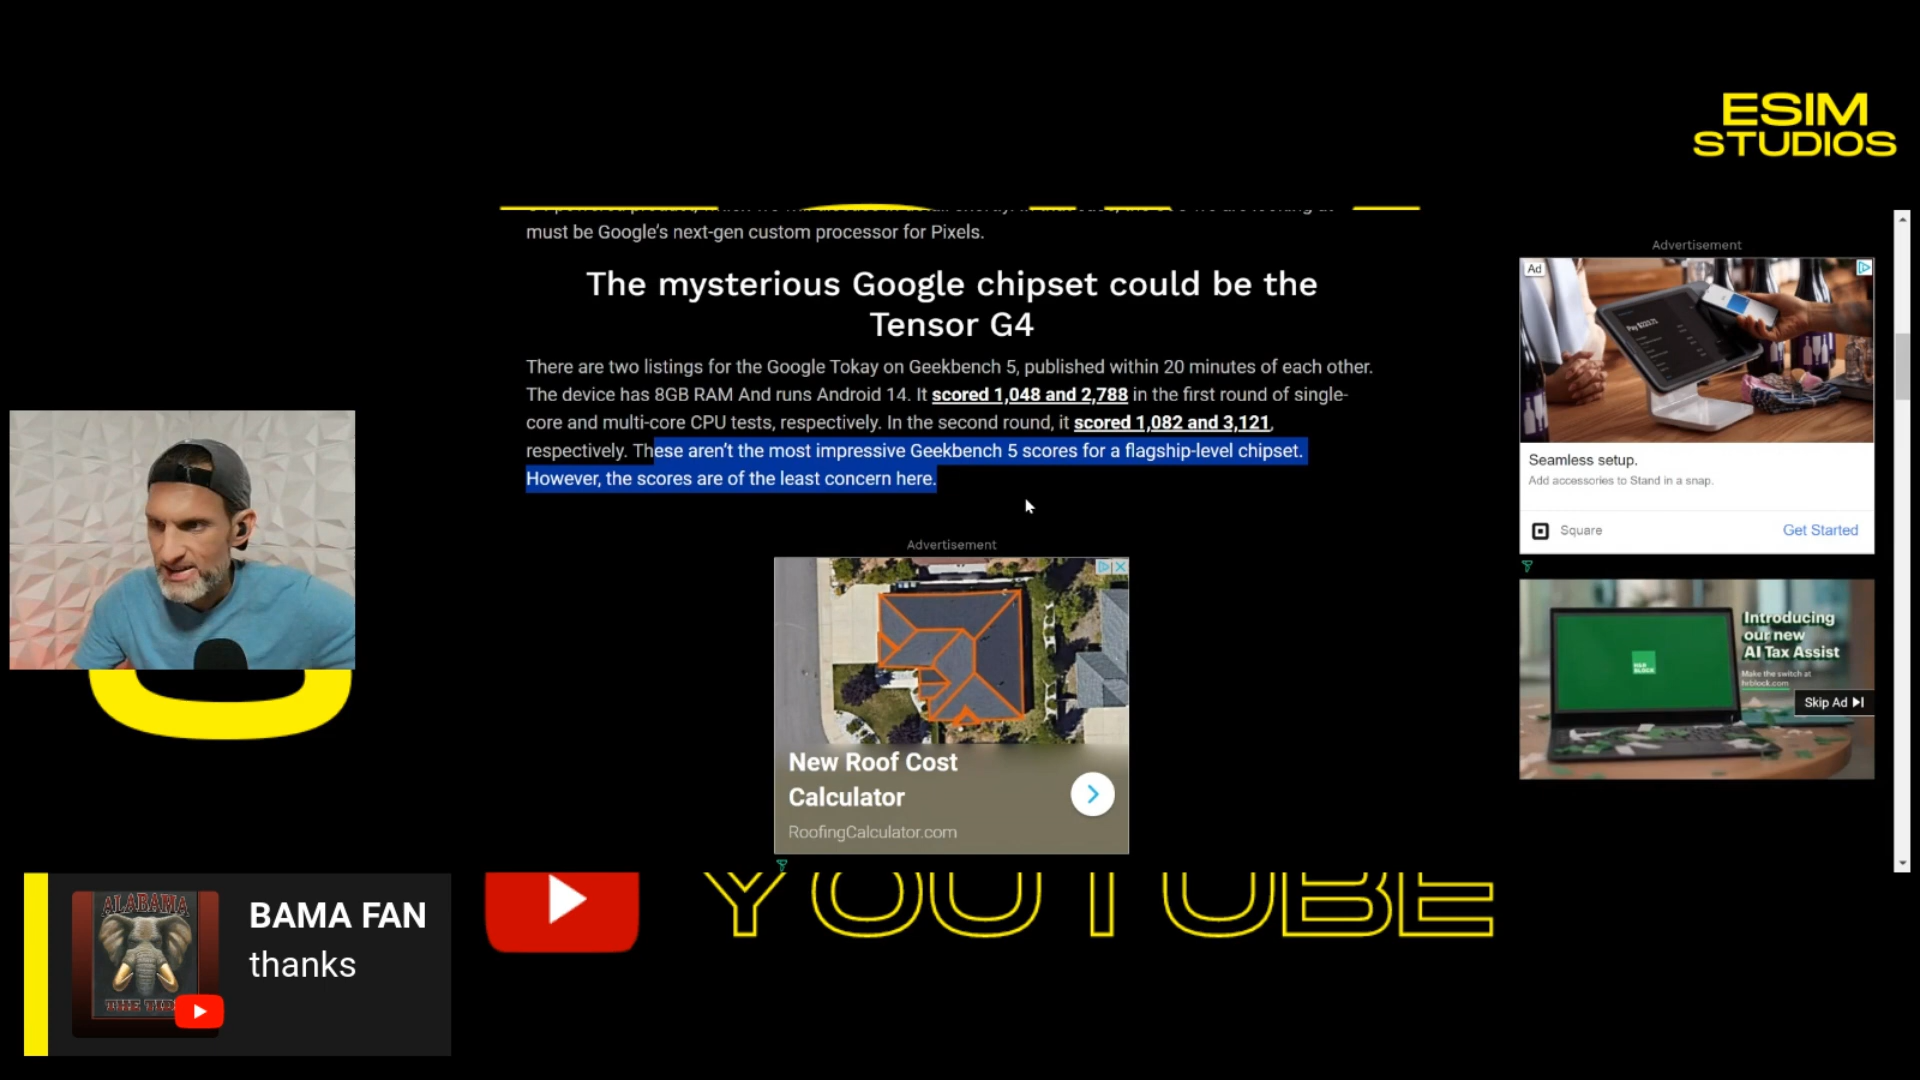 ESIM
STUDIOS
must be Google's next-gen custom processor for Pixels.
The mysterious Google chipset could be the
Tensor G4
There are two listings for the Google Tokay on Geekbench 5, published within 20 minutes of each other.
The device has 8GB RAM And runs Android 14. It scored 1,048 and 2,788 in the first round of single-
core and multi-core CPU tests, respectively. In the second round, it scored 1,082 and 3,121,
respectively. These aren't the most impressive Geekbench 5 scores for a flagship-level chipset.
However, the scores are of the least concern here.
Advertisement
New Roof Cost
Calculator
RoofingCalculator.com
Advertisement
Ad
Seamless setup.
Add accessories to Stand in a snap.
Square
Get Started
Introducing
our new
AI Tax Assist
Make the switch at
hrblock.com
Skip Ad
H&R
BLOCK
ALABAMA
BAMA FAN
thanks
YOUTUBE